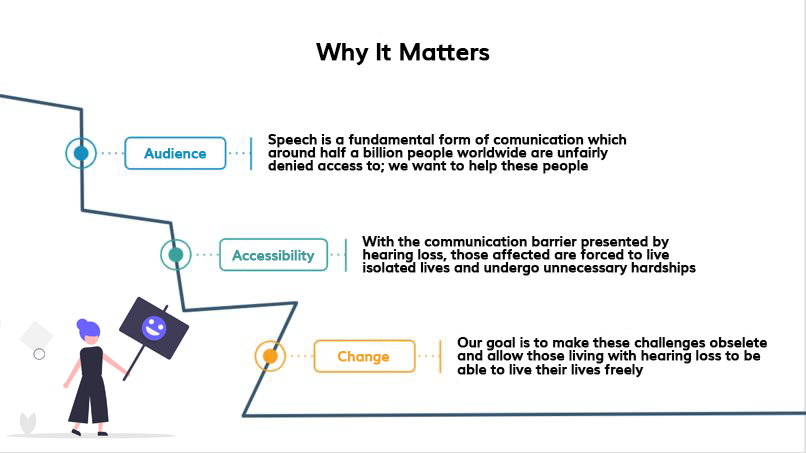 Why It Matters
Audience
Speech is a fundamental form of comunication which
around half a billion people worldwide are unfairly
denied access to; we want to help these people
Accessibility
With the communication barrier presented by
hearing loss, those affected are forced to live
isolated lives and undergo unnecessary hardships
Change
Our goal is to make these challenges obselete
and allow those living with hearing loss to be
able to live their lives freely